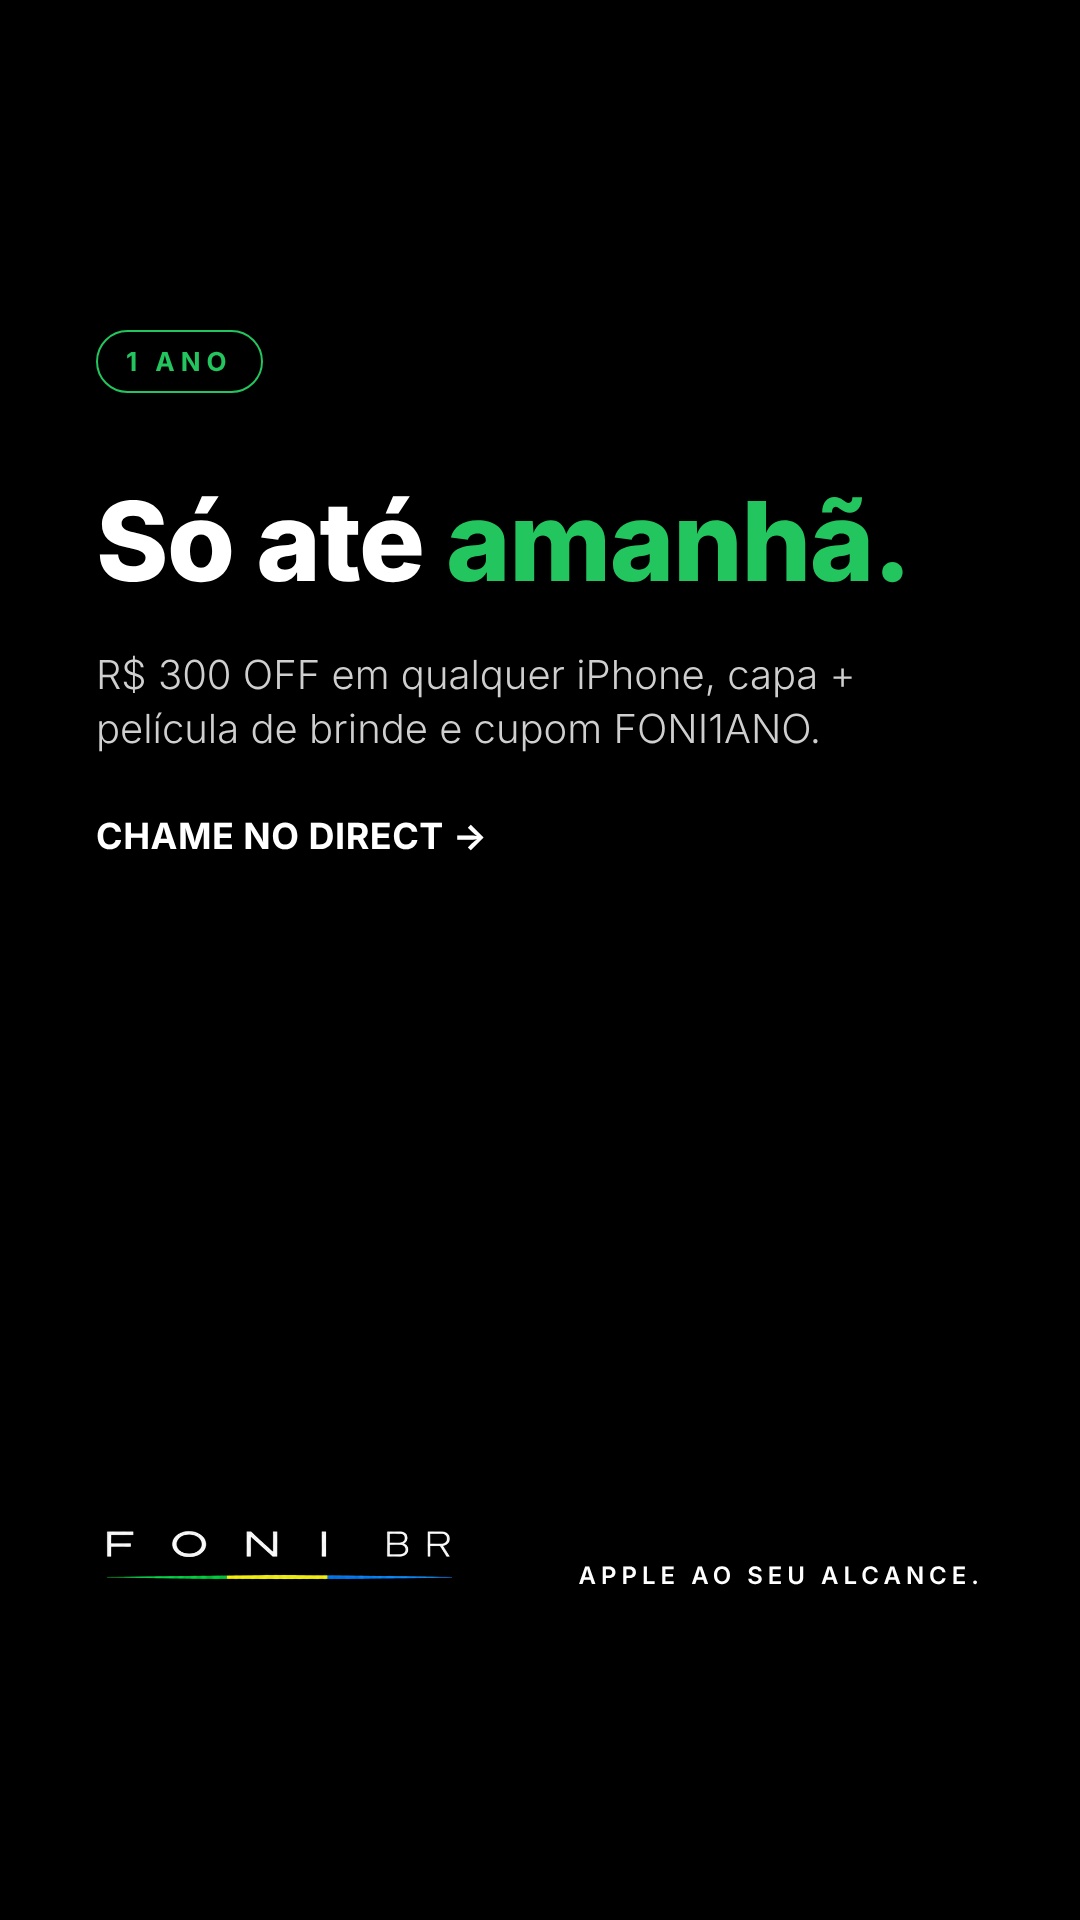 1 ANO
Só até amanhã.
R$ 300 OFF em qualquer iPhone, capa +
película de brinde e cupom FONI1ANO.
CHAME NO DIRECT →
FONI BR
APPLE AO SEU ALCANCE.